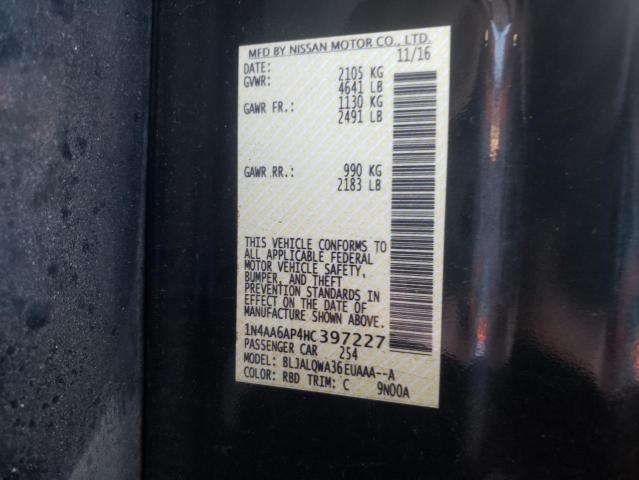 MFD BY NISSAN MOTOR CO., LTD.
DATE: 11/16
GVWR: 2105 KG
4641 LB
GAWR FR.: 1130 KG
2491 LB
GAWR RR.: 990 KG
2183 LB
THIS VEHICLE CONFORMS TO
ALL APPLICABLE FEDERAL
MOTOR VEHICLE SAFETY,
BUMPER, AND THEFT
PREVENTION STANDARDS IN
EFFECT ON THE DATE OF
MANUFACTURE SHOWN ABOVE.
1N4AA6AP4HC397227
PASSENGER CAR 254
MODEL: BLJALQWA36EUAAA--A
COLOR: RBD TRIM: C 9N00A